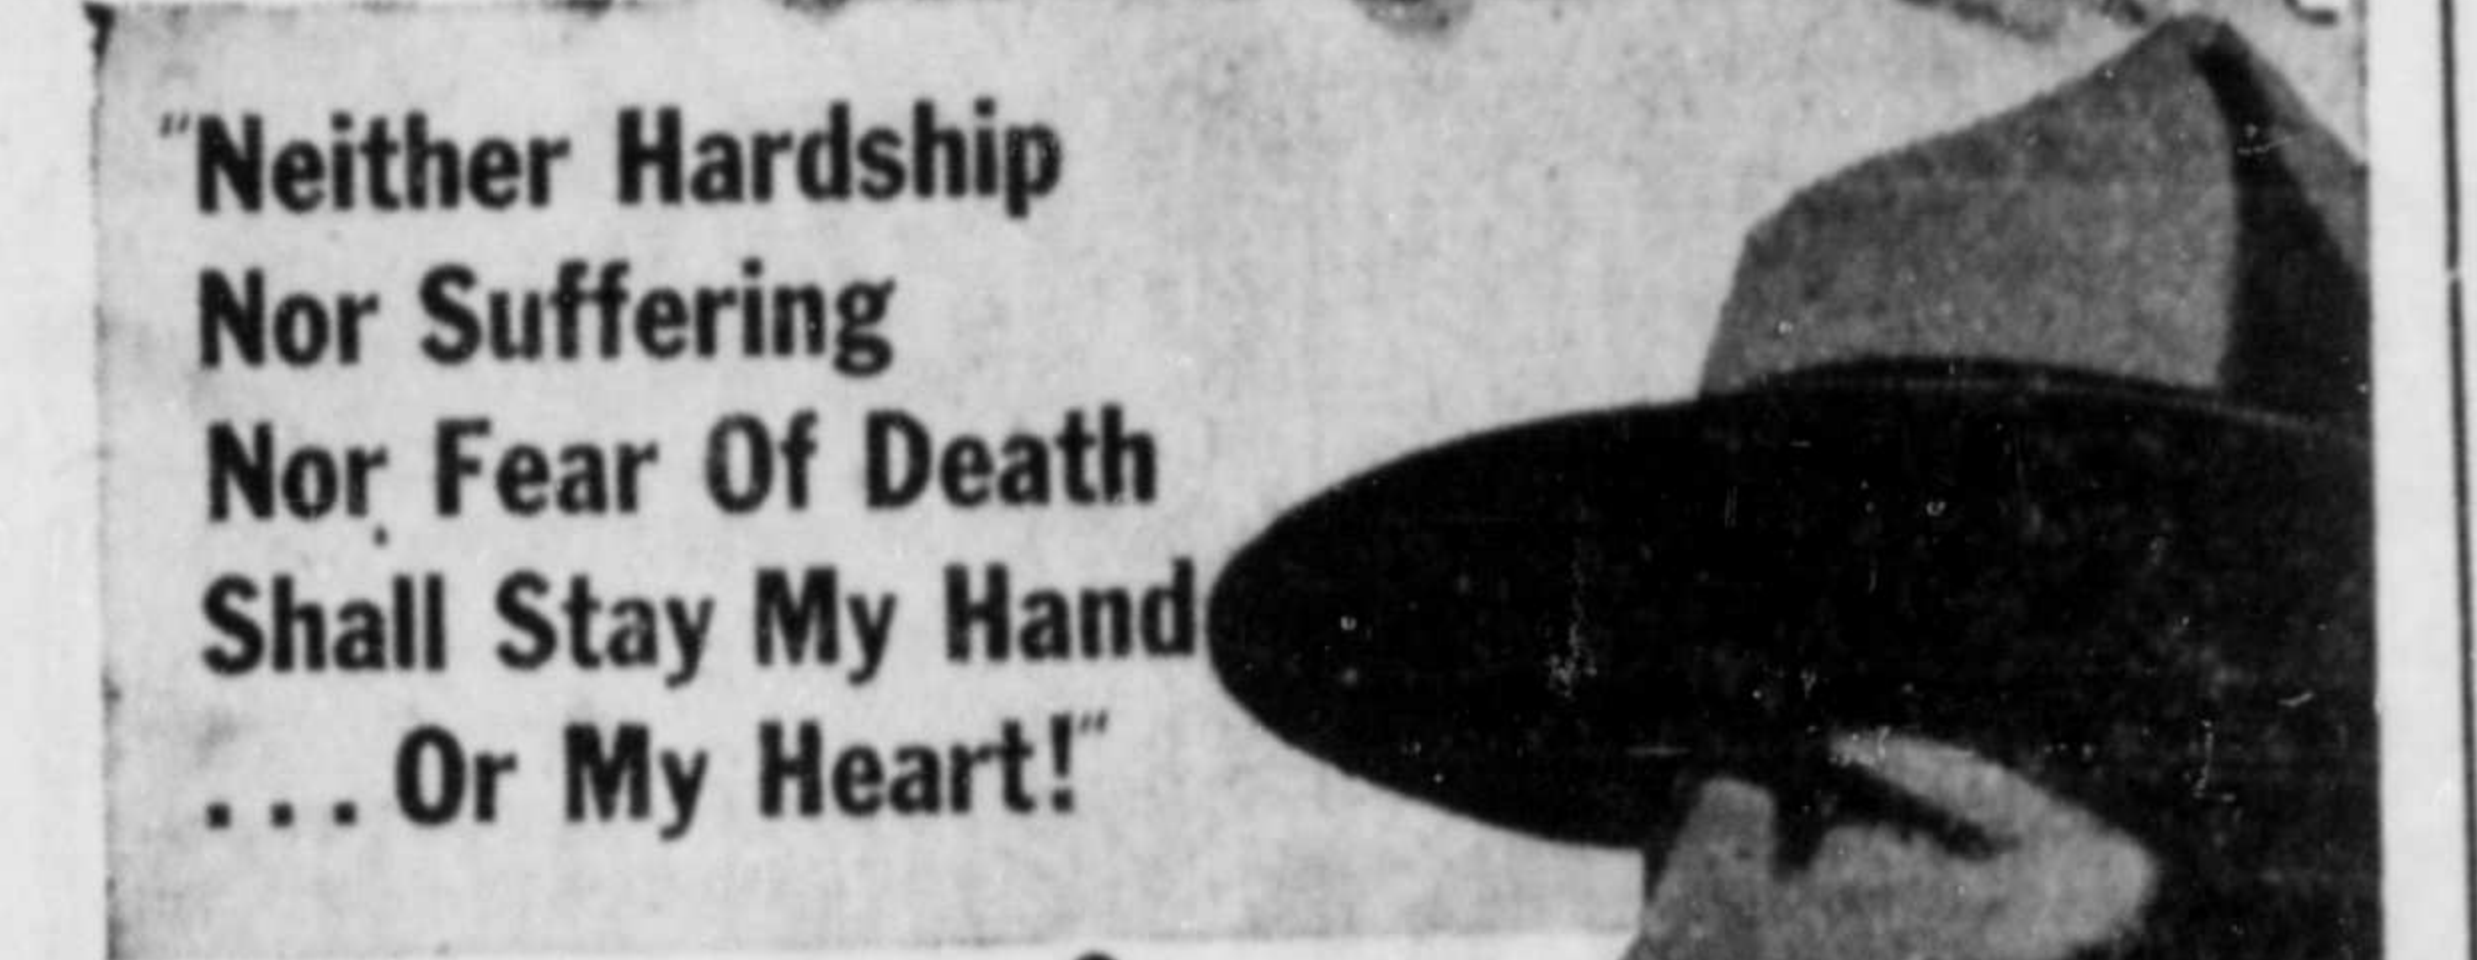 "Neither Hardship
Nor Suffering
Nor Fear Of Death
Shall Stay My Hand
. . . Or My Heart!"